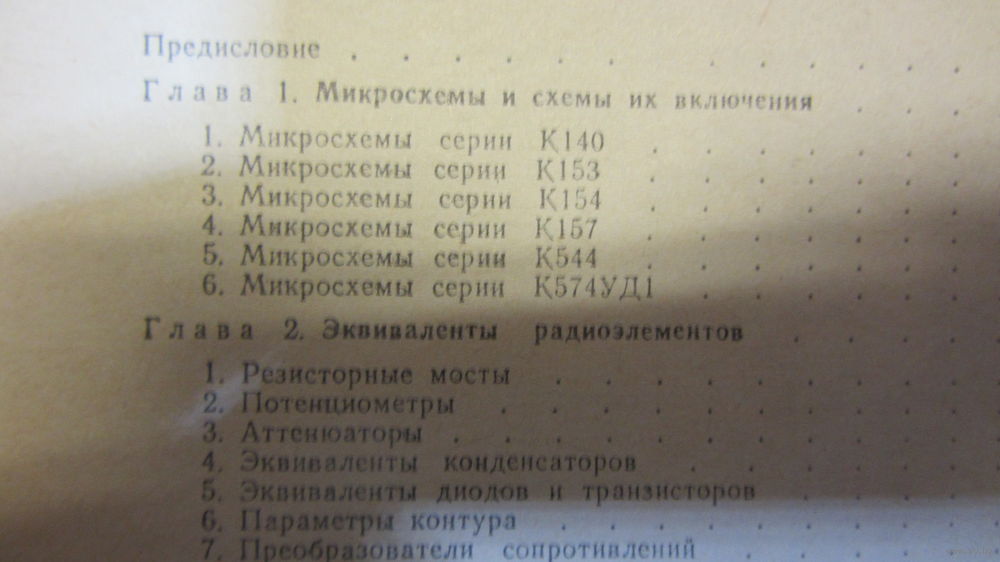 Предисловие . . . . . . . . . . . .
Глава 1. Микросхемы и схемы их включения . . .
1. Микросхемы серии К140 . . . . . . .
2. Микросхемы серии К153 . . . . . . .
3. Микросхемы серии К154 . . . . . . .
4. Микросхемы серии К157 . . . . . . .
5. Микросхемы серии К544 . . . . . . .
6. Микросхемы серии К574УД1 . . . . . .
Глава 2. Эквиваленты радиоэлементов . . . .
1. Резисторные мосты . . . . . . . . .
2. Потенциометры . . . . . . . . . .
3. Аттенюаторы . . . . . . . . . . .
4. Эквиваленты конденсаторов . . . . . .
5. Эквиваленты диодов и транзисторов . . . .
6. Параметры контура . . . . . . . . .
7. Преобразователи сопротивлений . . . . .